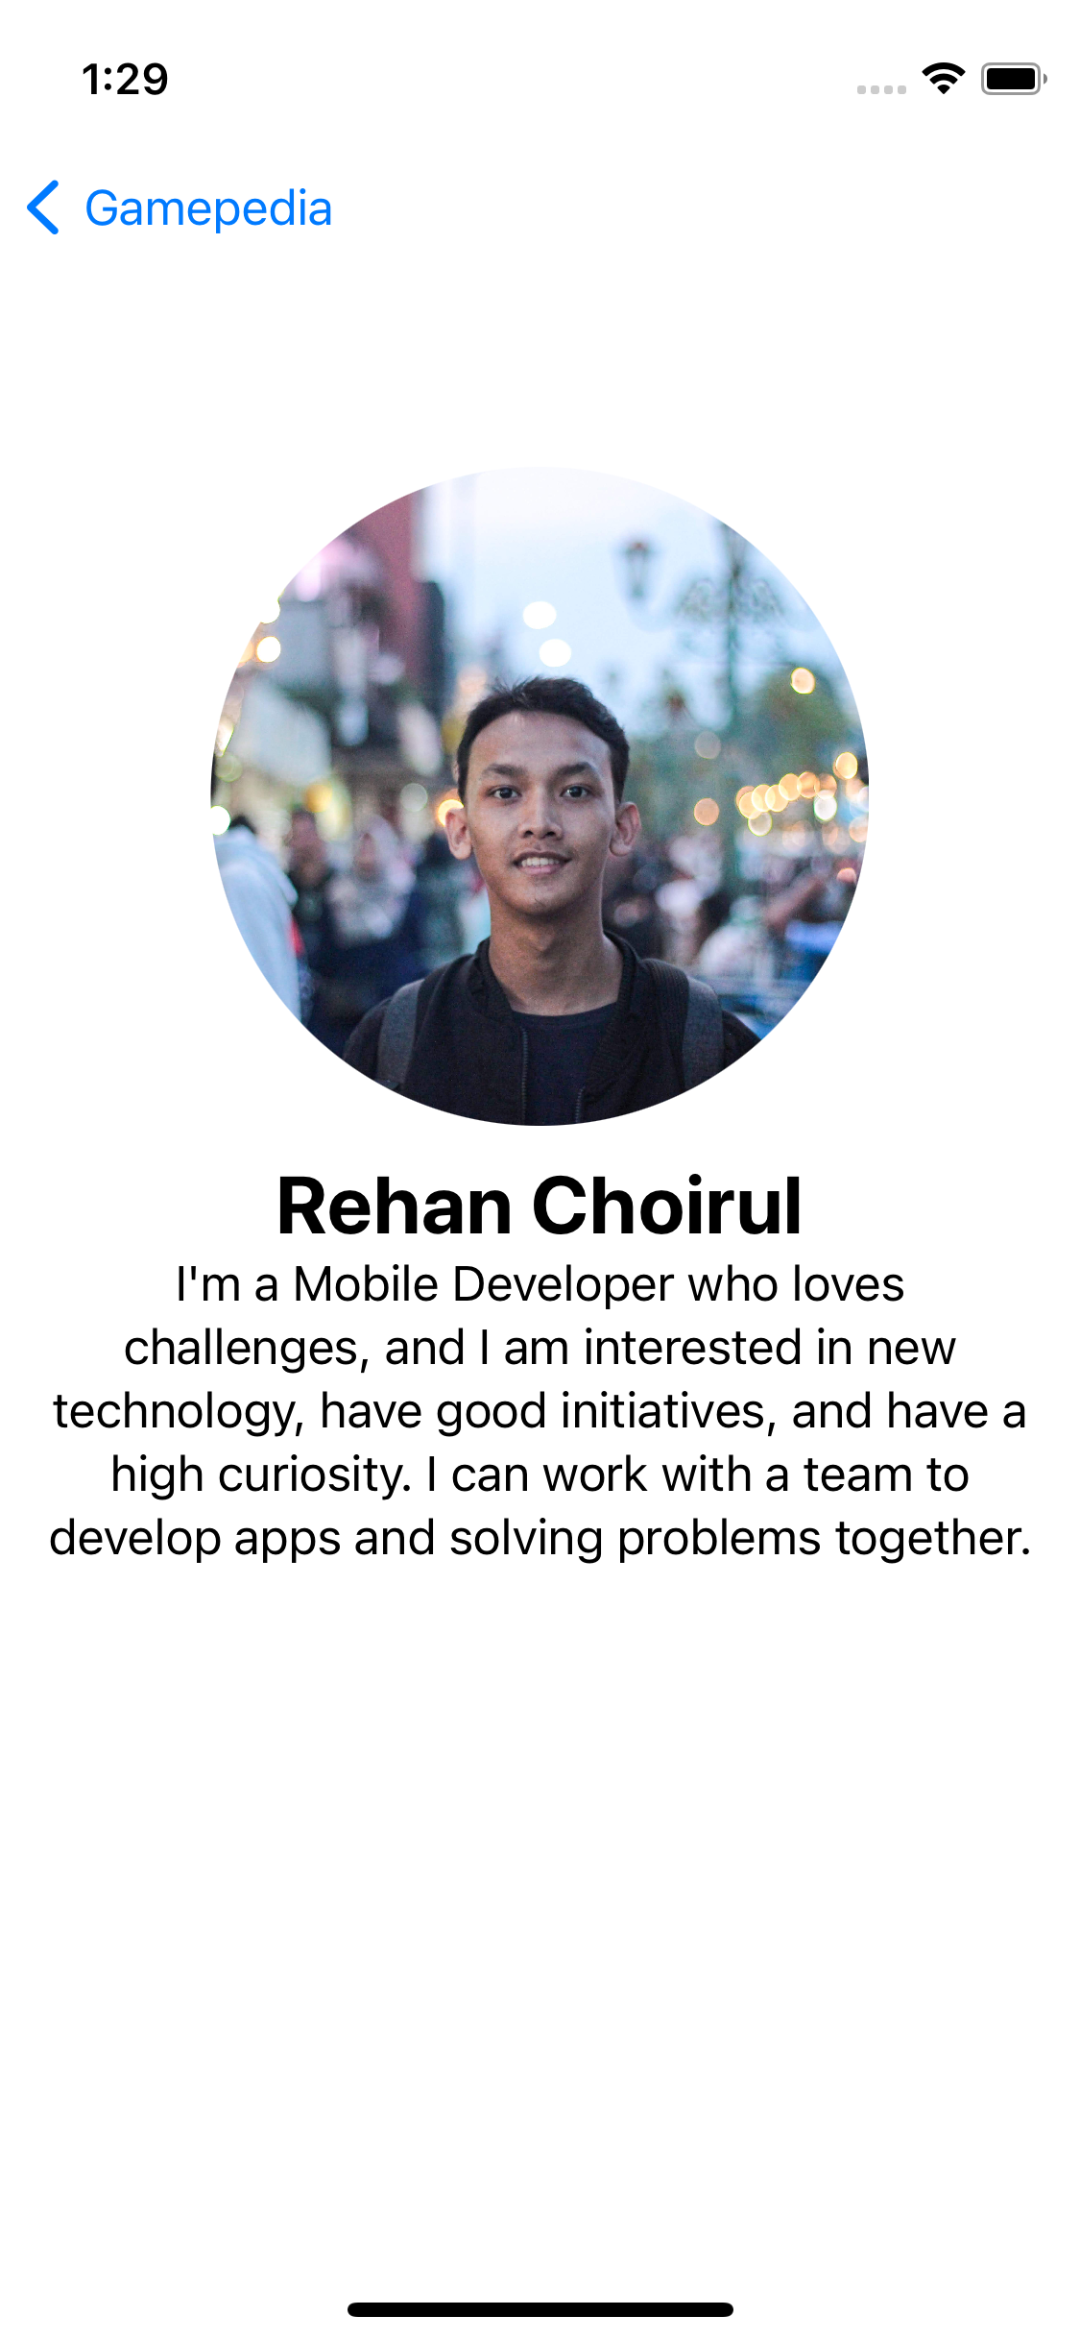 1:29
Gamepedia
Rehan Choirul
I'm a Mobile Developer who loves
challenges, and I am interested in new
technology, have good initiatives, and have a
high curiosity. I can work with a team to
develop apps and solving problems together.